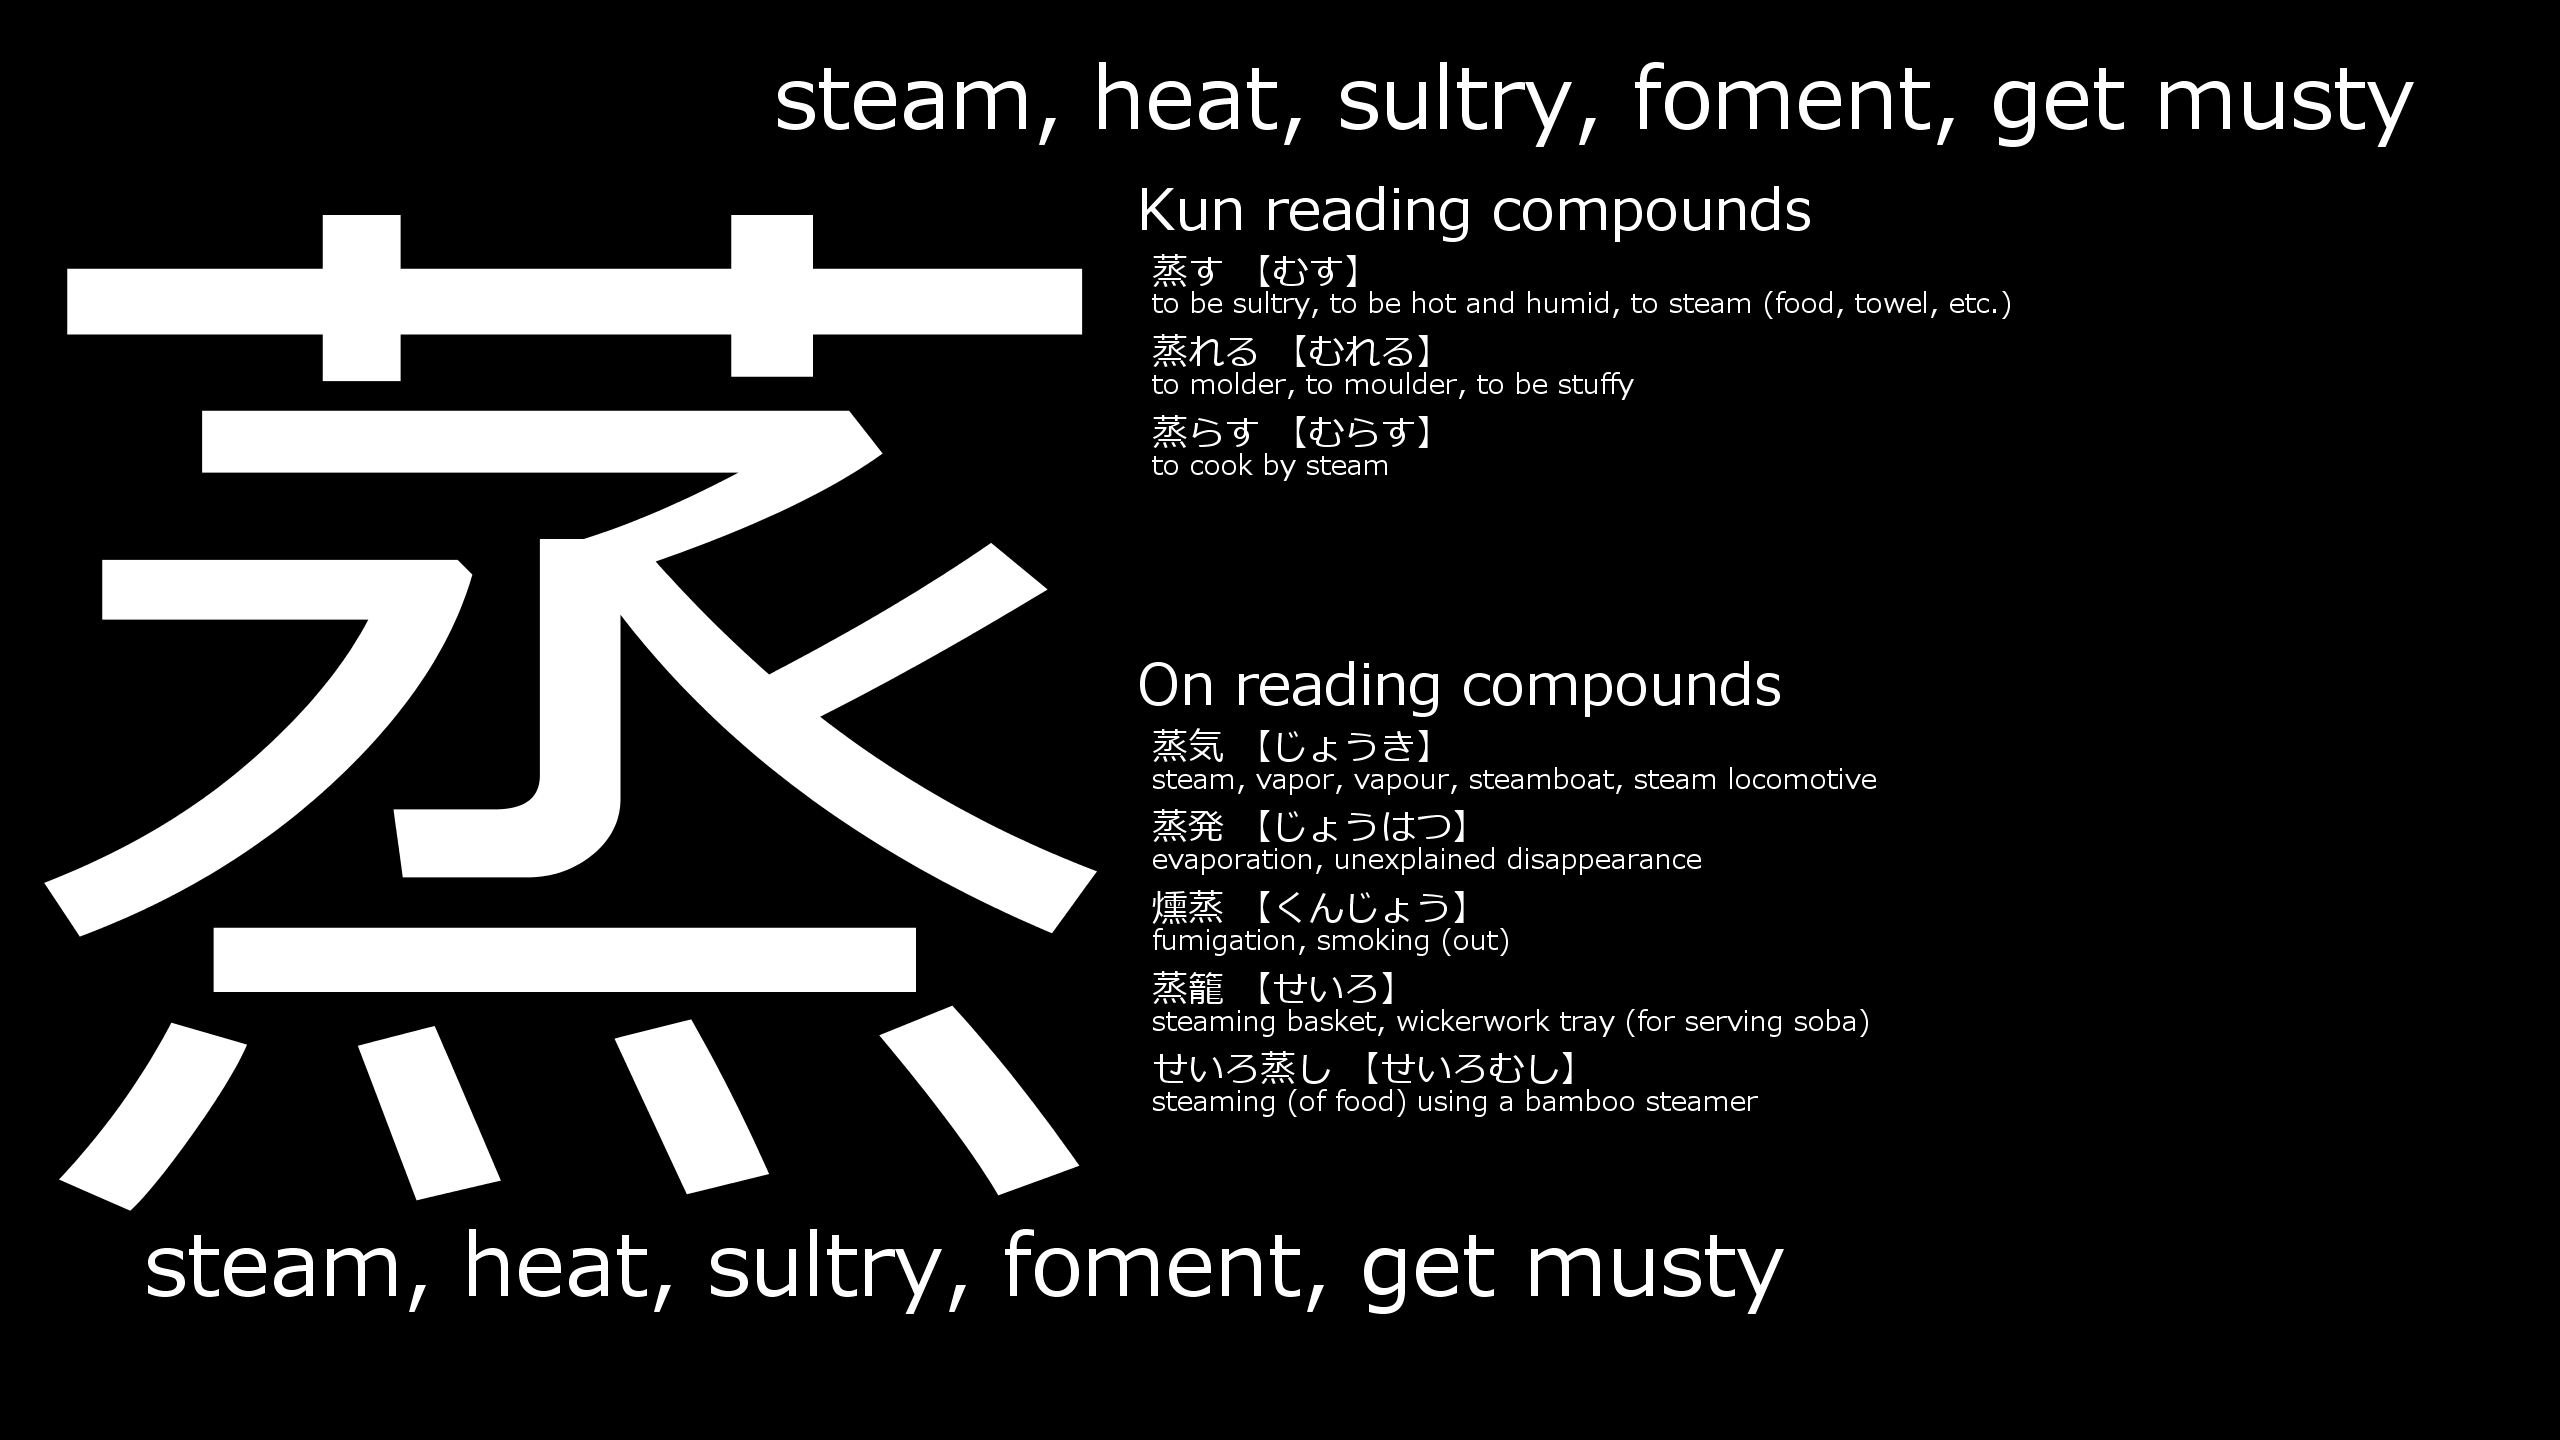 steam, heat, sultry, foment, get musty
蒸
Kun reading compounds
蒸す 【むす】
to be sultry, to be hot and humid, to steam (food, towel, etc.)
蒸れる 【むれる】
to molder, to moulder, to be stuffy
蒸らす 【むらす】
to cook by steam
On reading compounds
蒸気 【じょうき】
steam, vapor, vapour, steamboat, steam locomotive
蒸発 【じょうはつ】
evaporation, unexplained disappearance
燻蒸 【くんじょう】
fumigation, smoking (out)
蒸籠 【せいろ】
steaming basket, wickerwork tray (for serving soba)
せいろ蒸し 【せいろむし】
steaming (of food) using a bamboo steamer
steam, heat, sultry, foment, get musty